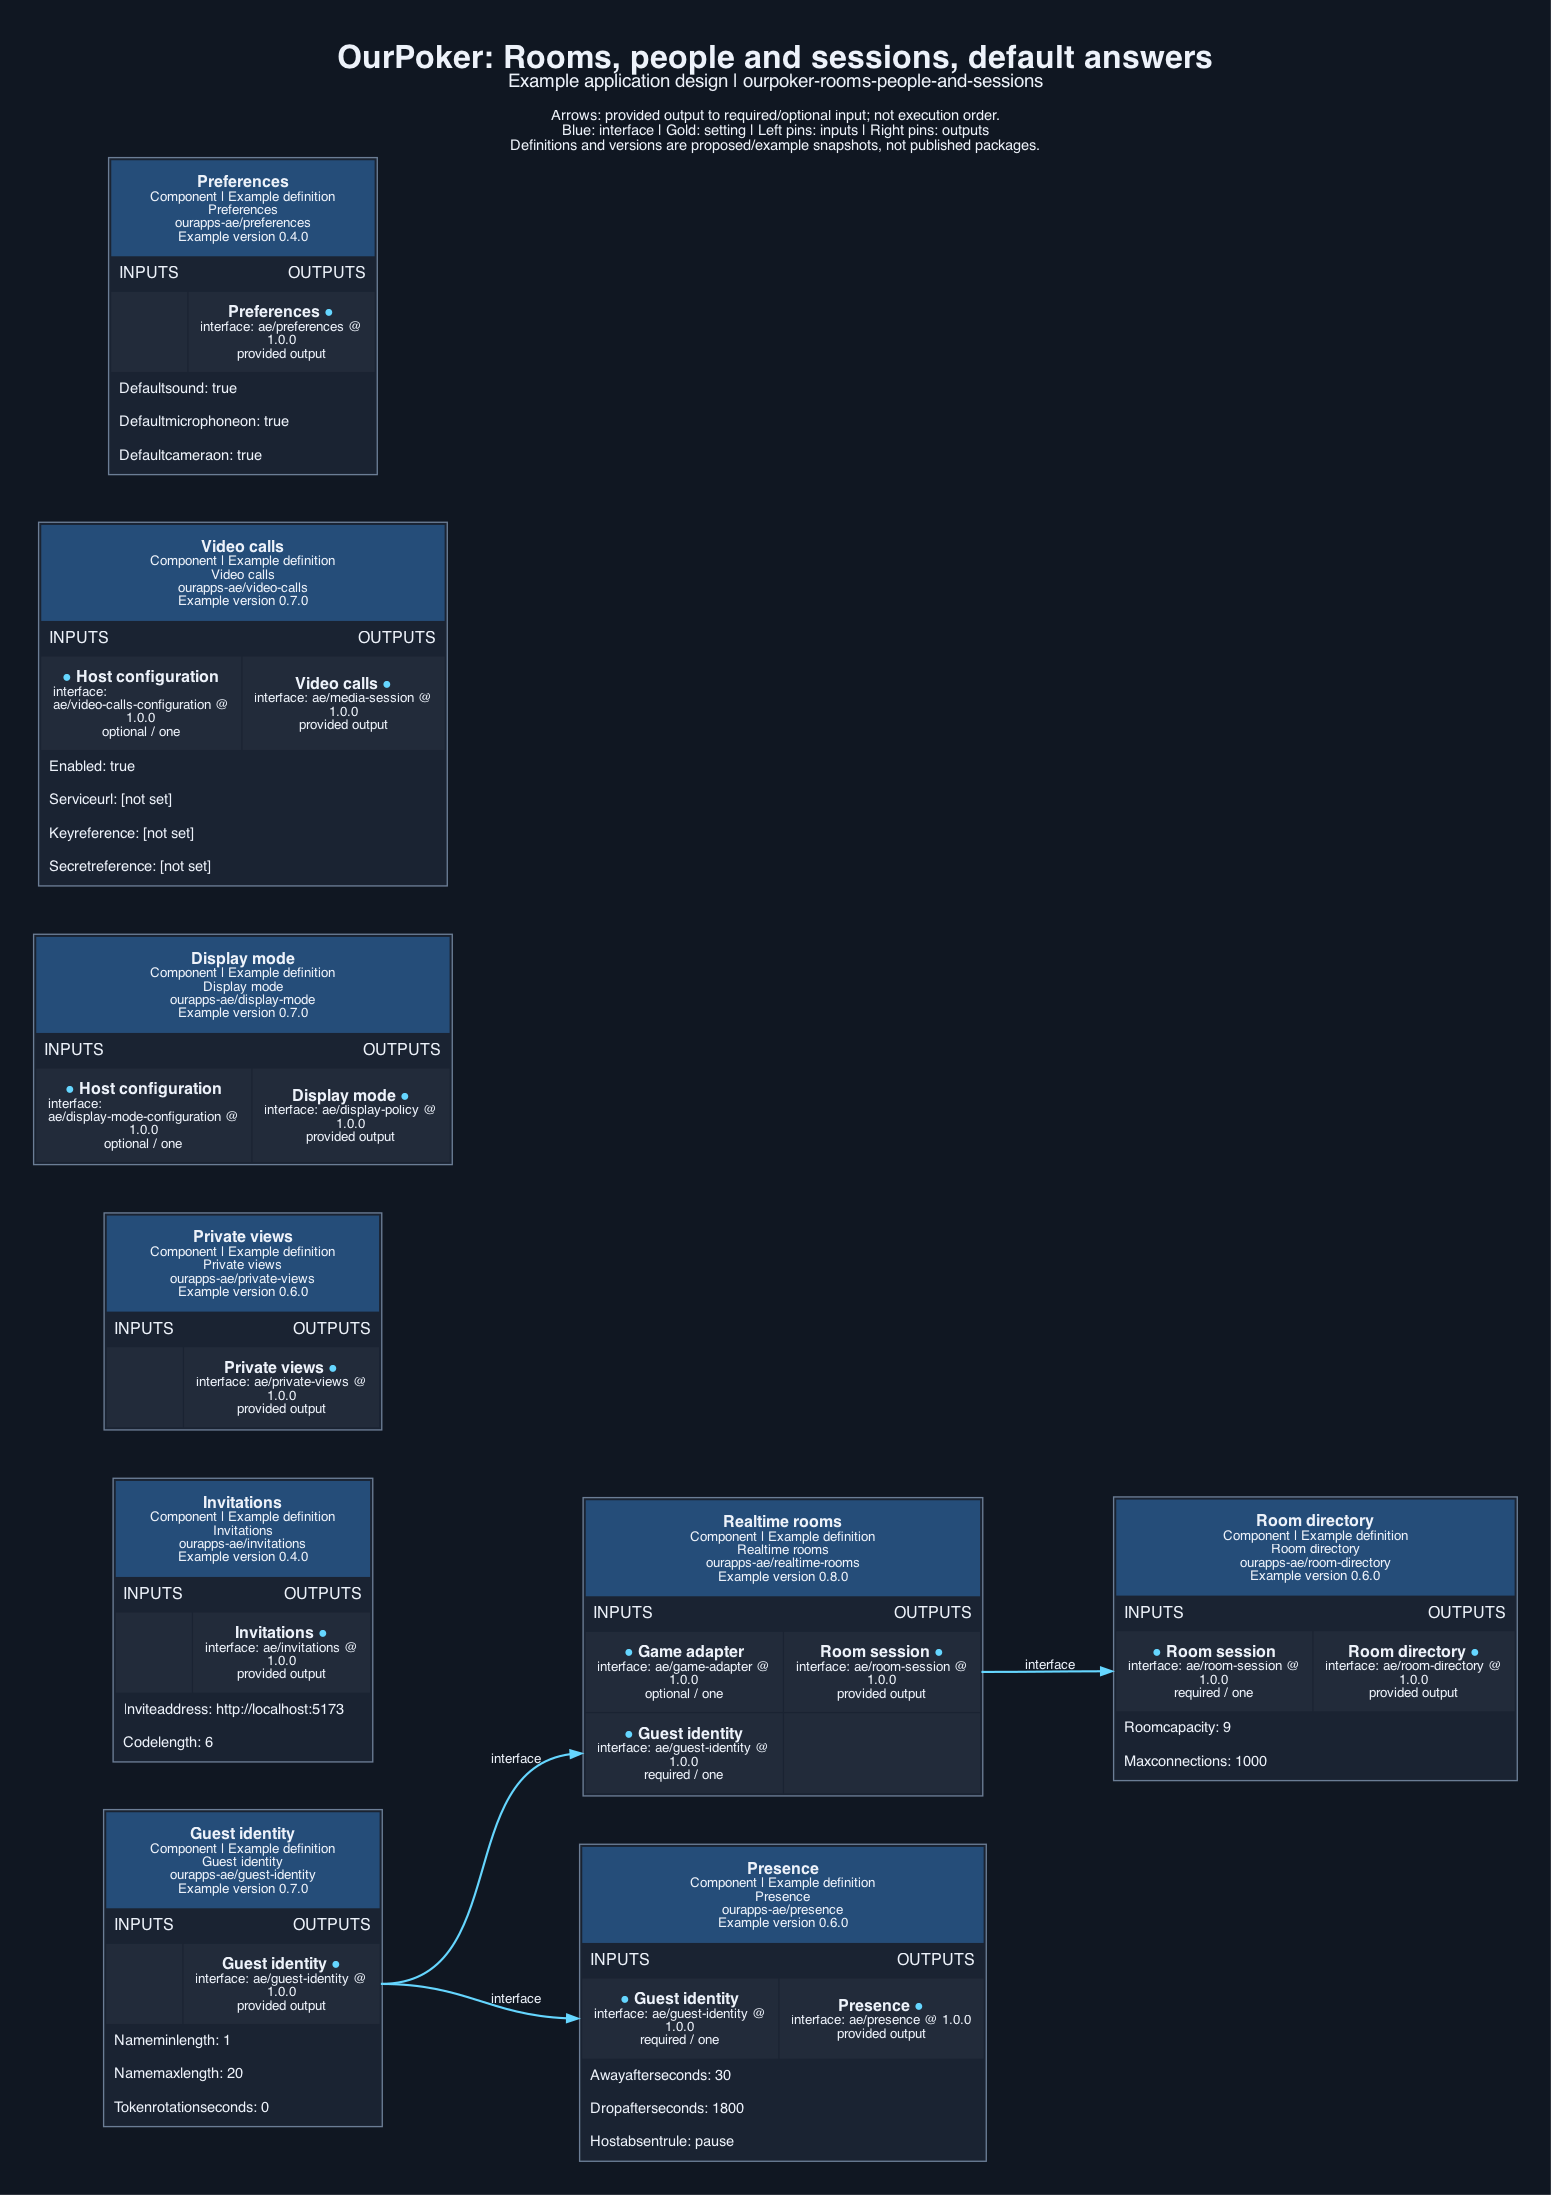 OurPoker: Rooms, people and sessions, default answers
Example application design | ourpoker-rooms-people-and-sessions
Arrows: provided output to required/optional input; not execution order.
Blue: interface | Gold: setting | Left pins: inputs | Right pins: outputs
Definitions and versions are proposed/example snapshots, not published packages.
Preferences
Component | Example definition
Preferences
ourapps-ae/preferences
Example version 0.4.0
INPUTS OUTPUTS
Preferences ●
interface: ae/preferences @
1.0.0
provided output
Defaultsound: true
Defaultmicrophoneon: true
Defaultcameraon: true
Video calls
Component | Example definition
Video calls
ourapps-ae/video-calls
Example version 0.7.0
INPUTS OUTPUTS
● Host configuration
interface:
ae/video-calls-configuration @
1.0.0
optional / one
Video calls ●
interface: ae/media-session @
1.0.0
provided output
Enabled: true
Serviceurl: [not set]
Keyreference: [not set]
Secretreference: [not set]
Display mode
Component | Example definition
Display mode
ourapps-ae/display-mode
Example version 0.7.0
INPUTS OUTPUTS
● Host configuration
interface:
ae/display-mode-configuration @
1.0.0
optional / one
Display mode ●
interface: ae/display-policy @
1.0.0
provided output
Private views
Component | Example definition
Private views
ourapps-ae/private-views
Example version 0.6.0
INPUTS OUTPUTS
Private views ●
interface: ae/private-views @
1.0.0
provided output
Invitations
Component | Example definition
Invitations
ourapps-ae/invitations
Example version 0.4.0
INPUTS OUTPUTS
Invitations ●
interface: ae/invitations @
1.0.0
provided output
Inviteaddress: http://localhost:5173
Codelength: 6
Realtime rooms
Component | Example definition
Realtime rooms
ourapps-ae/realtime-rooms
Example version 0.8.0
INPUTS OUTPUTS
● Game adapter
interface: ae/game-adapter @
1.0.0
optional / one
Room session ●
interface: ae/room-session @
1.0.0
provided output
● Guest identity
interface: ae/guest-identity @
1.0.0
required / one
interface
Room directory
Component | Example definition
Room directory
ourapps-ae/room-directory
Example version 0.6.0
INPUTS OUTPUTS
● Room session
interface: ae/room-session @
1.0.0
required / one
Room directory ●
interface: ae/room-directory @
1.0.0
provided output
Roomcapacity: 9
Maxconnections: 1000
interface
Guest identity
Component | Example definition
Guest identity
ourapps-ae/guest-identity
Example version 0.7.0
INPUTS OUTPUTS
Guest identity ●
interface: ae/guest-identity @
1.0.0
provided output
Nameminlength: 1
Namemaxlength: 20
Tokenrotationseconds: 0
interface
Presence
Component | Example definition
Presence
ourapps-ae/presence
Example version 0.6.0
INPUTS OUTPUTS
● Guest identity
interface: ae/guest-identity @
1.0.0
required / one
Presence ●
interface: ae/presence @ 1.0.0
provided output
Awayafterseconds: 30
Dropafterseconds: 1800
Hostabsentrule: pause